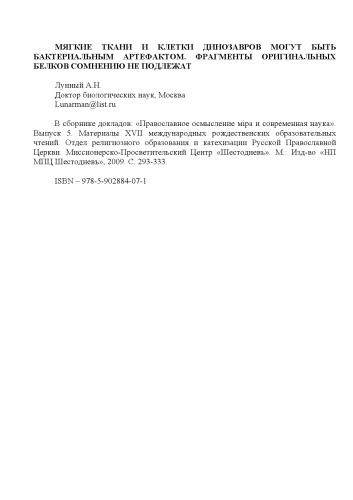 МЯГКИЕ ТКАНИ И КЛЕТКИ ДИНОЗАВРОВ МОГУТ БЫТЬ
БАКТЕРИАЛЬНЫМ АРТЕФАКТОМ. ФРАГМЕНТЫ ОРИГИНАЛЬНЫХ
БЕЛКОВ СОМНЕНИЮ НЕ ПОДЛЕЖАТ
Лунный А.Н.
Доктор биологических наук, Москва
Lunarman@list.ru
В сборнике докладов: «Православное осмысление мiра и современная наука».
Выпуск 5. Материалы XVII международных рождественских образовательных
чтений. Отдел религиозного образования и катехизации Русской Православной
Церкви. Миссионерско-Просветительский Центр «Шестодневъ». М.: Изд-во «НП
МПЦ Шестодневъ», 2009. С. 293-333.
ISBN – 978-5-902884-07-1